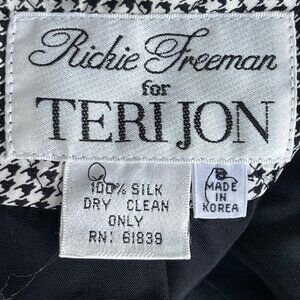 Rickie Freeman
for
TERI JON
100% SILK
DRY CLEAN
ONLY
RN: 61839
MADE
IN
KOREA